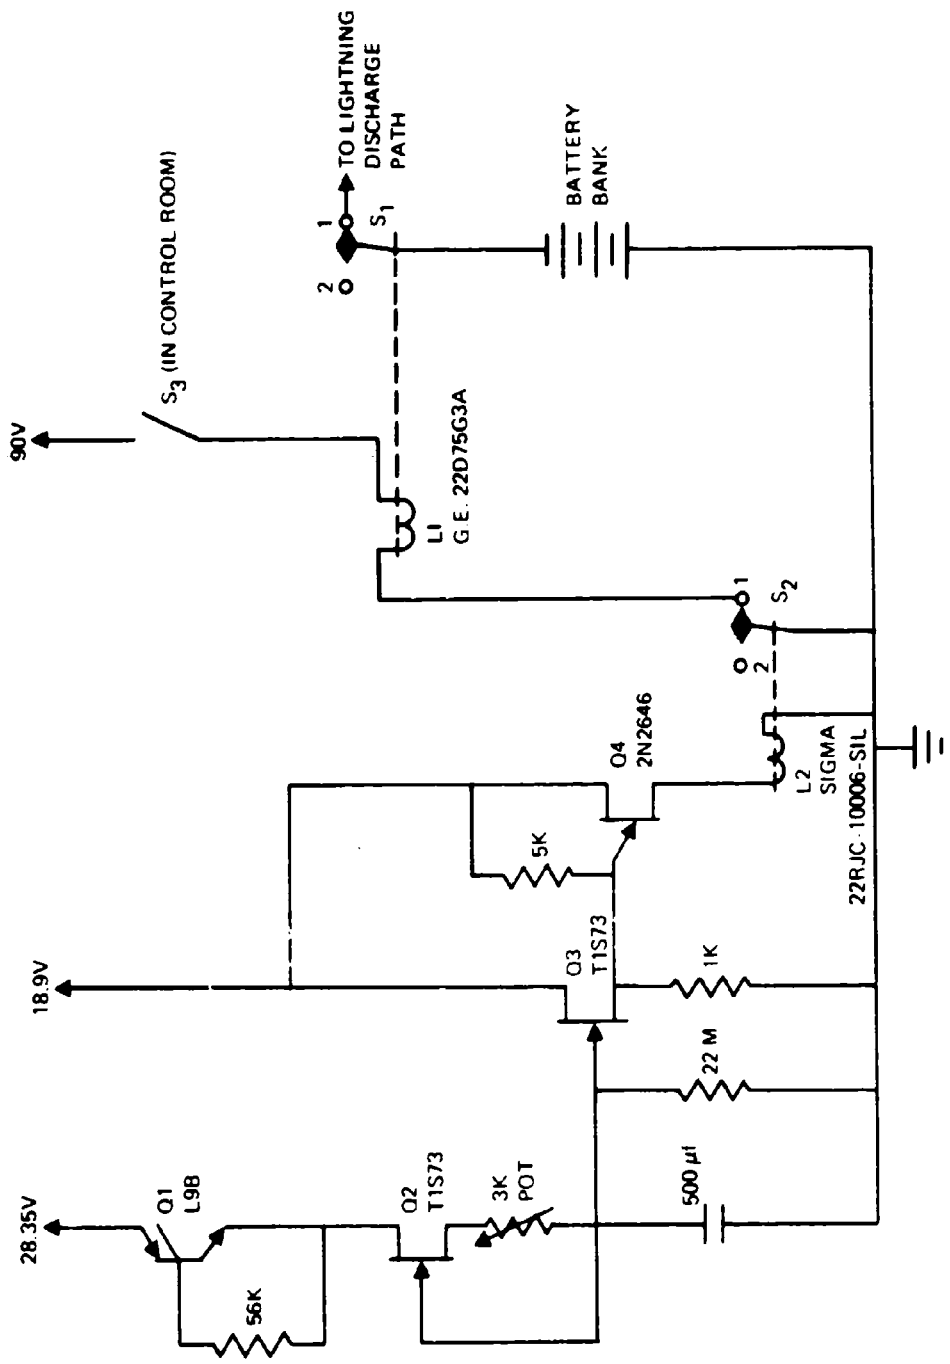 28.35V
Q1
L9B
56K
Q2
T1S73
3K
POT
500 µf
22 M
18.9V
Q3
T1S73
1K
5K
Q4
2N2646
L2
SIGMA
22RJC-10006-SIL
2
1
S2
90V
S3 (IN CONTROL ROOM)
L1
G.E. 22D75G3A
2
1
S1
TO LIGHTNING
DISCHARGE
PATH
BATTERY
BANK